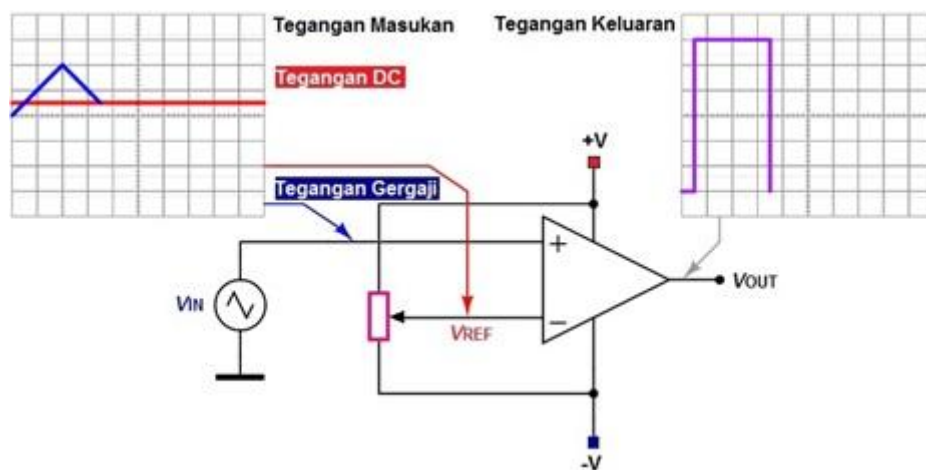 Tegangan Masukan
Tegangan Keluaran
Tegangan DC
+V
Tegangan Gergaji
+
VIN
VREF
−
VOUT
-V